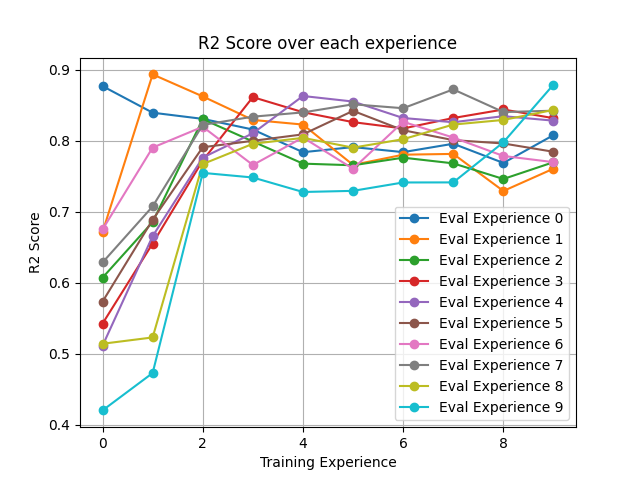 R2 Score over each experience
0.9
0.8
0.7
0.6
0.5
0.4
R2 Score
0
2
4
6
8
Training Experience
Eval Experience 0
Eval Experience 1
Eval Experience 2
Eval Experience 3
Eval Experience 4
Eval Experience 5
Eval Experience 6
Eval Experience 7
Eval Experience 8
Eval Experience 9